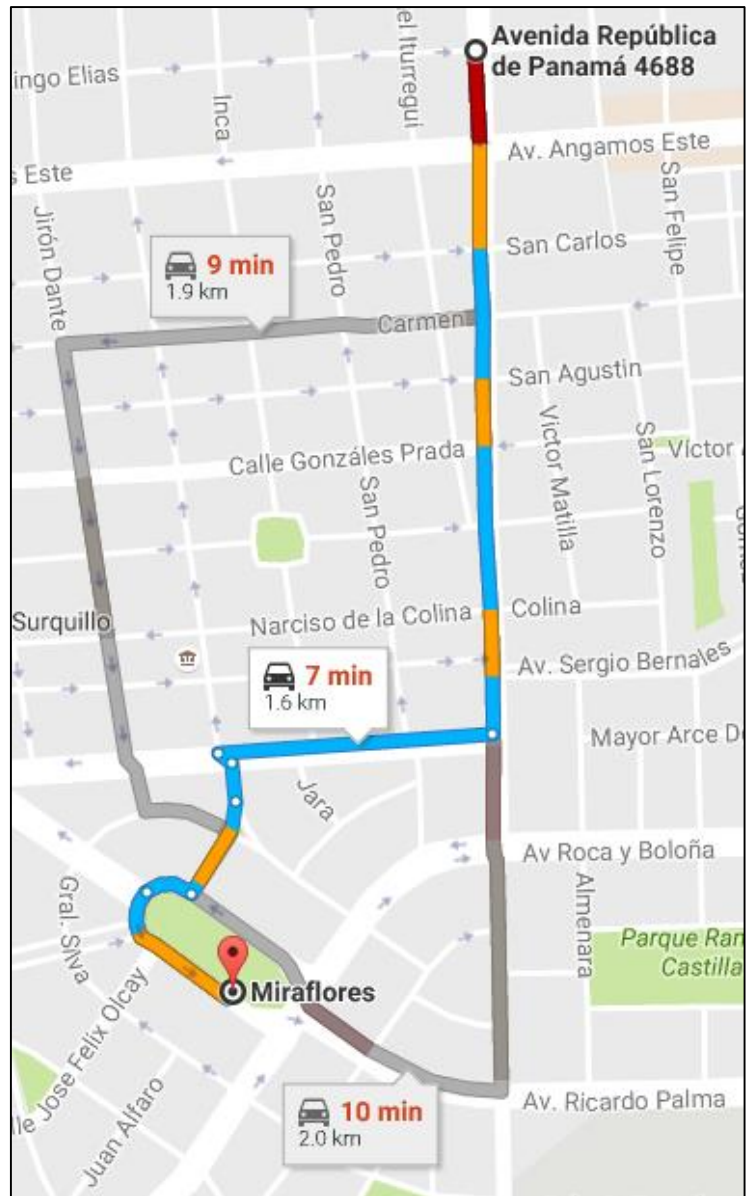 Avenida República
de Panamá 4688
ingo Elias
el Iturregui
Inca
Av. Angamos Este
s Este
San Pedro
San Felipe
Jirón Dante
San Carlos
9 min
1.9 km
Carmen
San Agustin
Victor Matilla
San Lorenzo
Calle Gonzáles Prada
Víctor A
San Pedro
Narciso de la Colina
Colina
Surquillo
Av. Sergio Bernales
7 min
1.6 km
Mayor Arce De
Jara
Av Roca y Boloña
Gral. Silva
Almenara
Parque Ran
Castilla
Miraflores
lle Jose Felix Olcay
Juan Alfaro
10 min
2.0 km
Av. Ricardo Palma